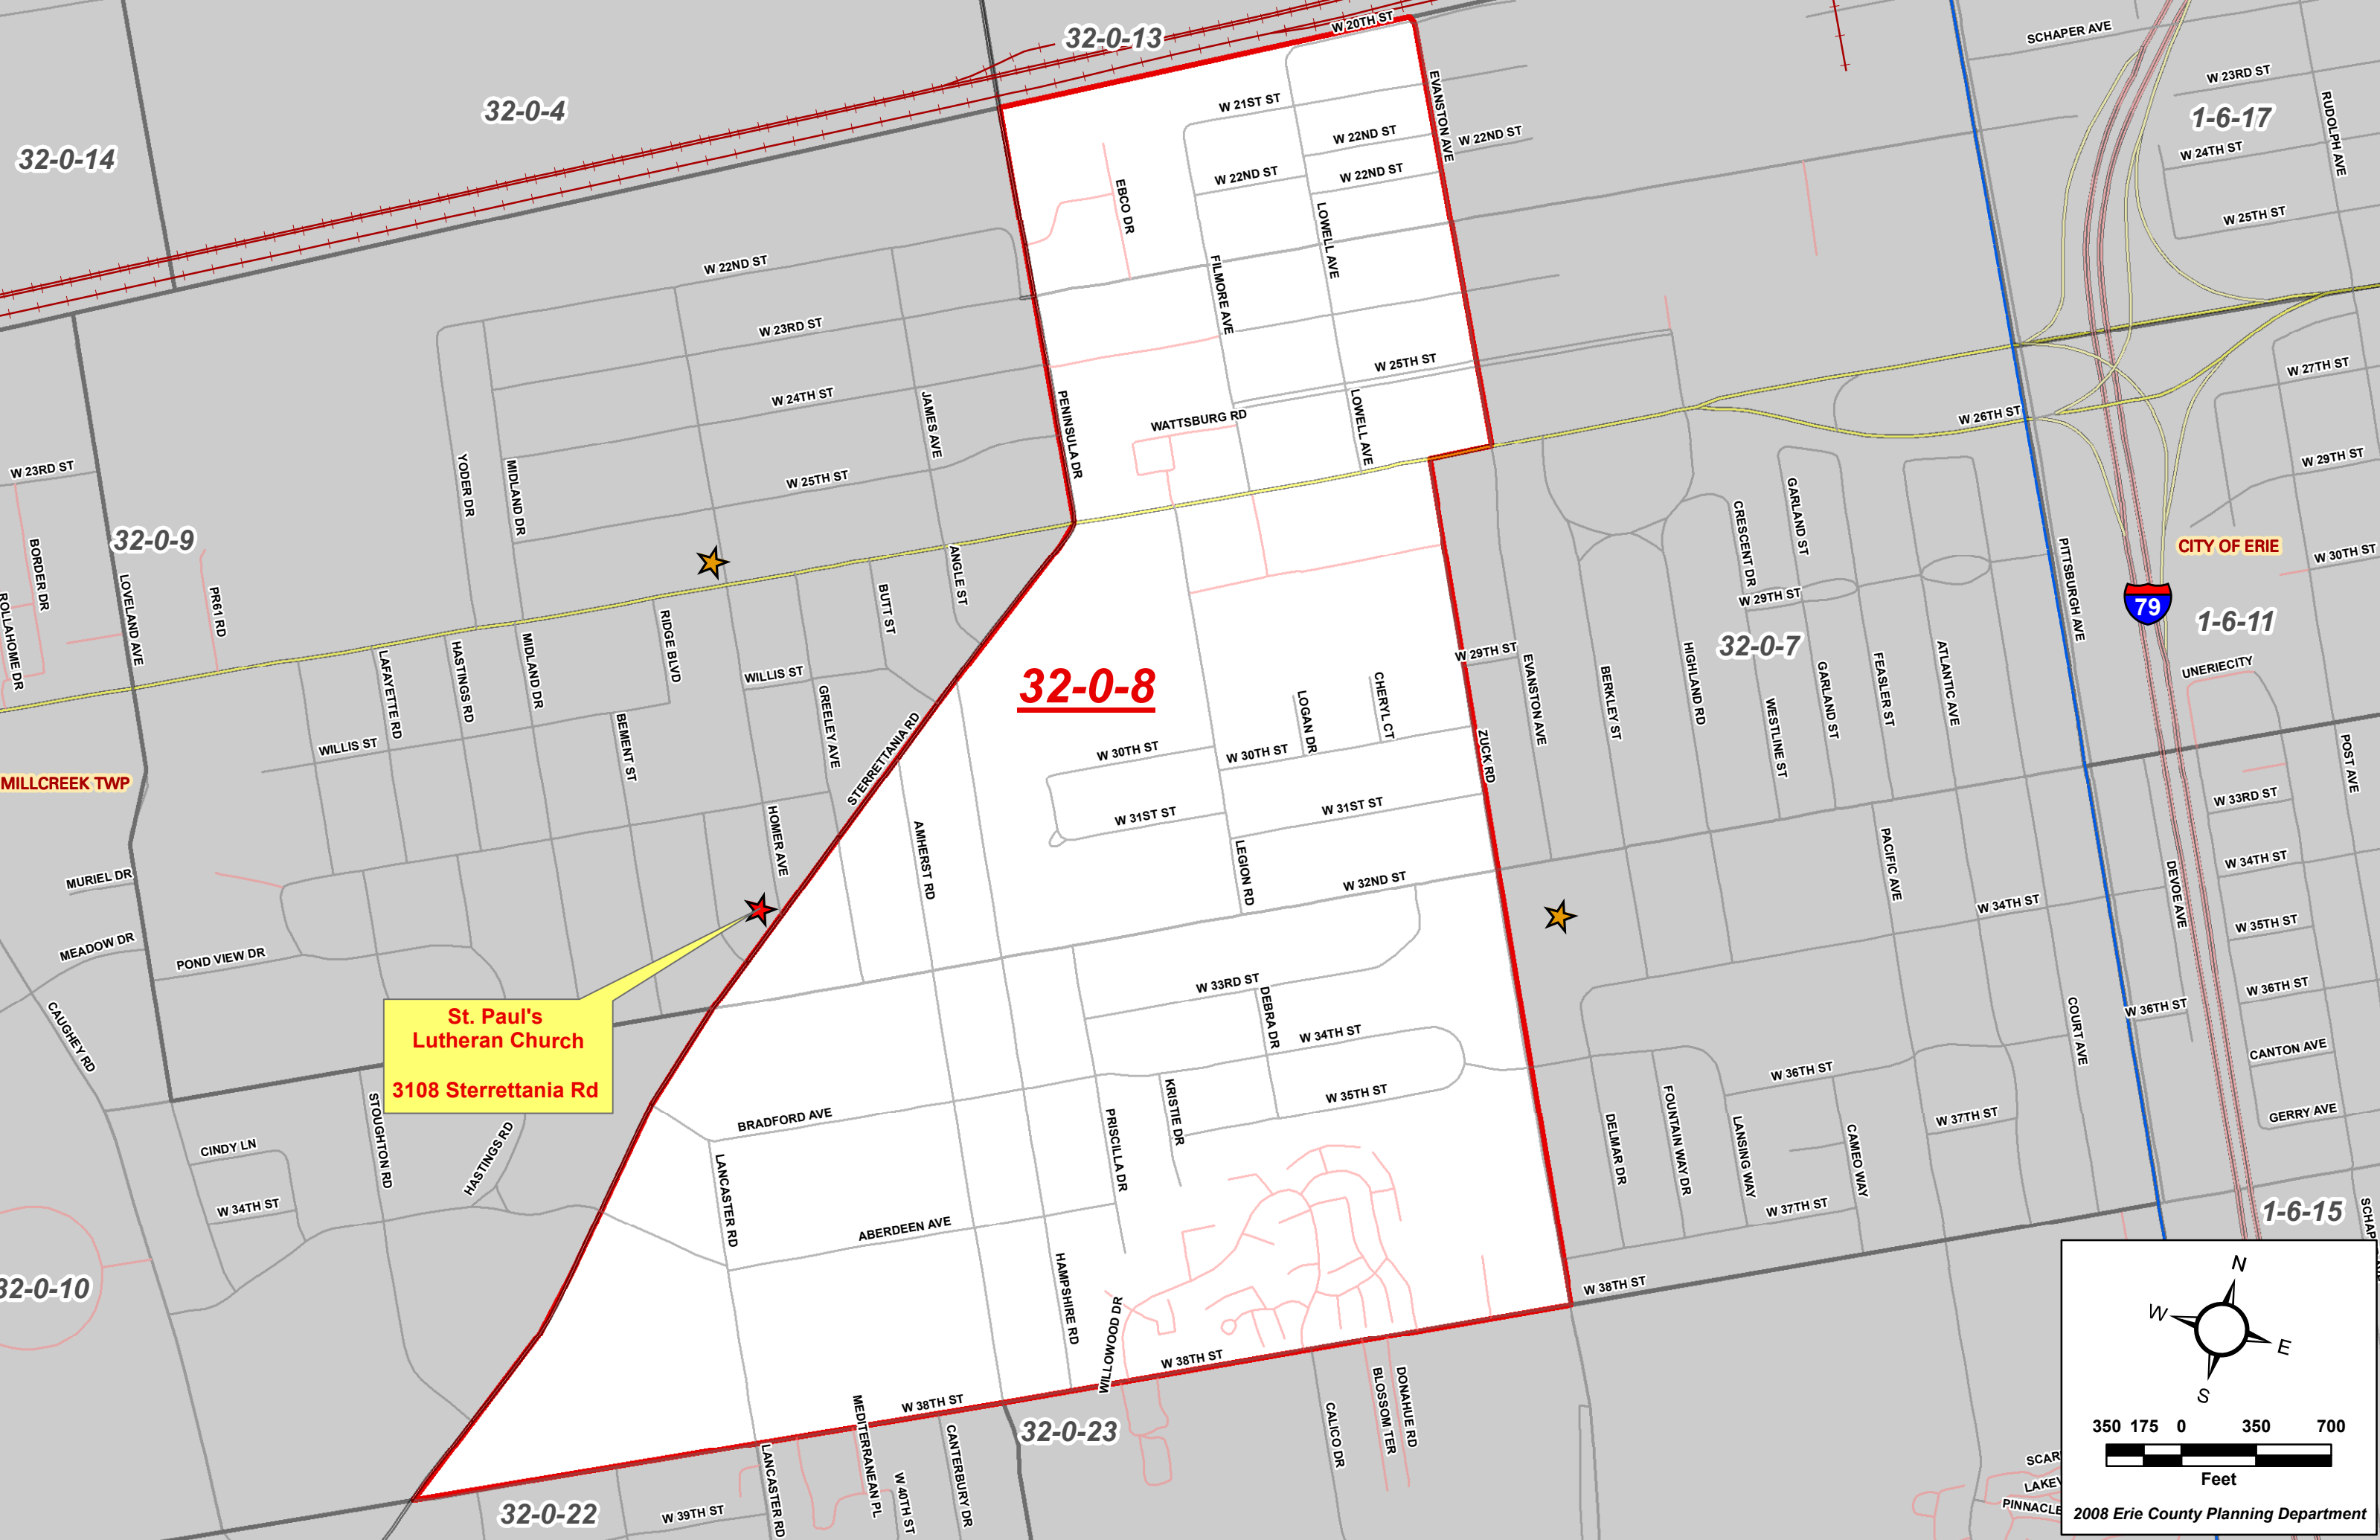 32-0-13
W 20TH ST
SCHAPER AVE
W 23RD ST
1-6-17
RUDOLPH AVE
W 24TH ST
W 25TH ST
32-0-4
32-0-14
W 21ST ST
EVANSTON AVE
W 22ND ST
W 22ND ST
W 22ND ST
W 22ND ST
EBCO DR
LOWELL AVE
FILMORE AVE
W 22ND ST
W 23RD ST
W 24TH ST
JAMES AVE
W 25TH ST
W 25TH ST
WATTSBURG RD
LOWELL AVE
PENINSULA DR
YODER DR
MIDLAND DR
W 23RD ST
32-0-9
BORDER DR
ROLLAHOME DR
LOVELAND AVE
PR61 RD
W 26TH ST
W 27TH ST
W 29TH ST
W 30TH ST
CITY OF ERIE
79
1-6-11
PITTSBURGH AVE
GARLAND ST
CRESCENT DR
W 29TH ST
32-0-7
ANGLE ST
BUTT ST
RIDGE BLVD
MIDLAND DR
HASTINGS RD
LAFAYETTE RD
WILLIS ST
WILLIS ST
GREELEY AVE
BEMENT ST
STERRETTANIA RD
32-0-8
W 29TH ST
EVANSTON AVE
BERKLEY ST
HIGHLAND RD
WESTLINE ST
GARLAND ST
FEASLER ST
ATLANTIC AVE
UNERIECITY
POST AVE
MILLCREEK TWP
HOMER AVE
AMHERST RD
W 30TH ST
W 30TH ST
LOGAN DR
CHERYL CT
ZUCK RD
W 31ST ST
W 31ST ST
LEGION RD
W 32ND ST
PACIFIC AVE
W 34TH ST
DEVOE AVE
W 33RD ST
W 34TH ST
W 35TH ST
W 36TH ST
W 36TH ST
COURT AVE
CANTON AVE
GERRY AVE
MURIEL DR
MEADOW DR
POND VIEW DR
CAUGHEY RD
St. Paul's
Lutheran Church
3108 Sterrettania Rd
W 33RD ST
DEBRA DR
W 34TH ST
W 35TH ST
KRISTIE DR
PRISCILLA DR
BRADFORD AVE
LANCASTER RD
ABERDEEN AVE
HAMPSHIRE RD
WILLOWOOD DR
W 36TH ST
W 37TH ST
DELMAR DR
FOUNTAIN WAY DR
LANSING WAY
CAMEO WAY
W 37TH ST
1-6-15
CINDY LN
W 34TH ST
STOUGHTON RD
HASTINGS RD
32-0-10
W 38TH ST
W 38TH ST
W 38TH ST
32-0-23
32-0-22
W 39TH ST
LANCASTER RD
MEDITERRANEAN PL
W 40TH ST
CANTERBURY DR
CALICO DR
BLOSSOM TER
DONAHUE RD
SCAR
LAKEV
PINNACLE
N
W
E
S
350 175 0 350 700
Feet
2008 Erie County Planning Department